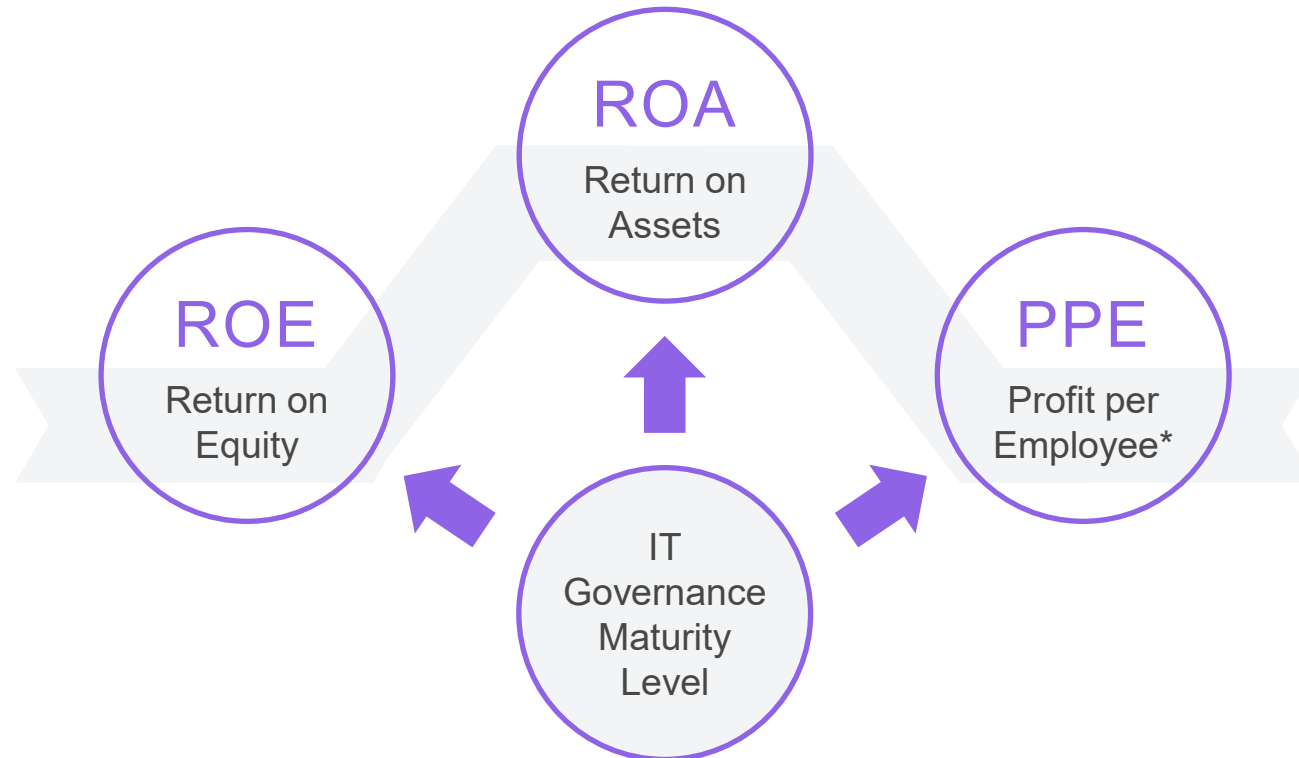 ROA
Return on
Assets
ROE
Return on
Equity
PPE
Profit per
Employee*
IT
Governance
Maturity
Level